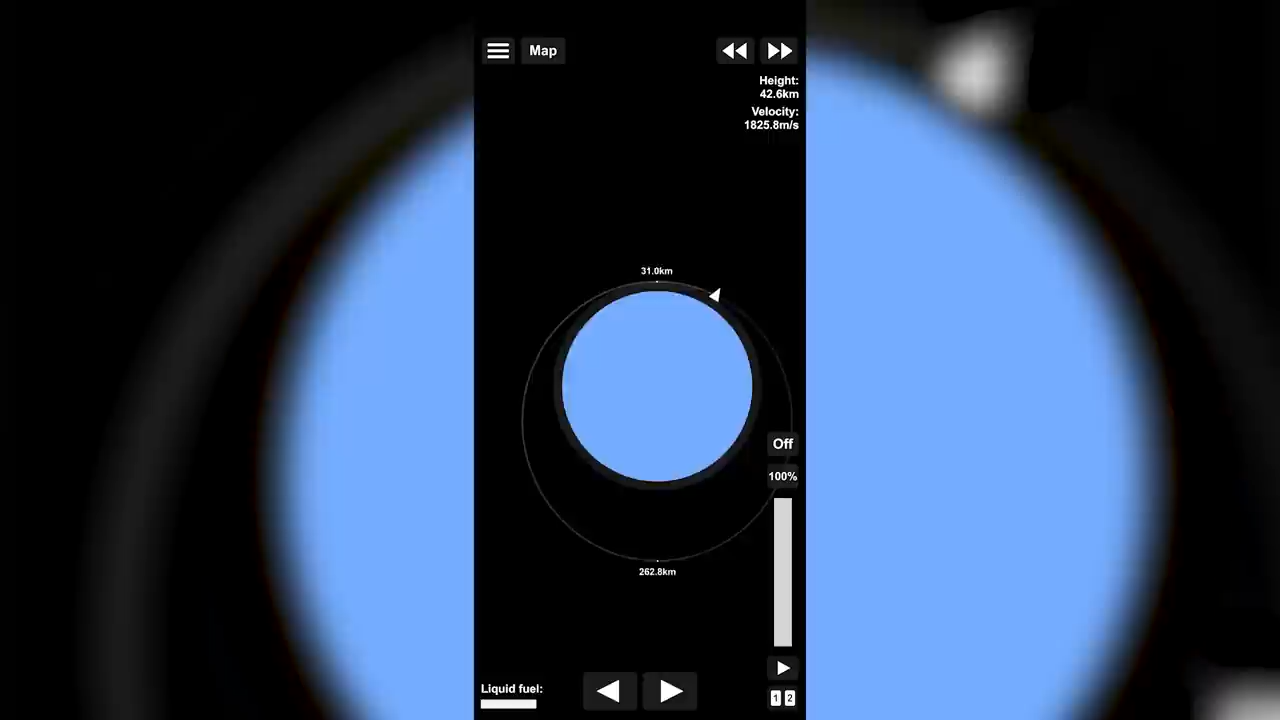 Map
Height:
42.6km
Velocity:
1825.8m/s
31.0km
Off
100%
262.8km
Liquid fuel:
1 2